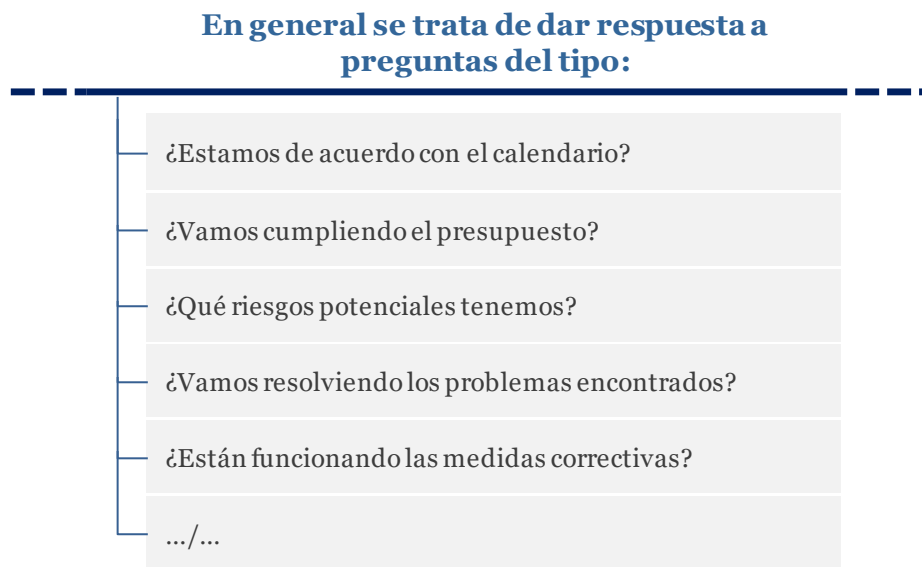 En general se trata de dar respuesta a
preguntas del tipo:
¿Estamos de acuerdo con el calendario?
¿Vamos cumpliendo el presupuesto?
¿Qué riesgos potenciales tenemos?
¿Vamos resolviendo los problemas encontrados?
¿Están funcionando las medidas correctivas?
.../...